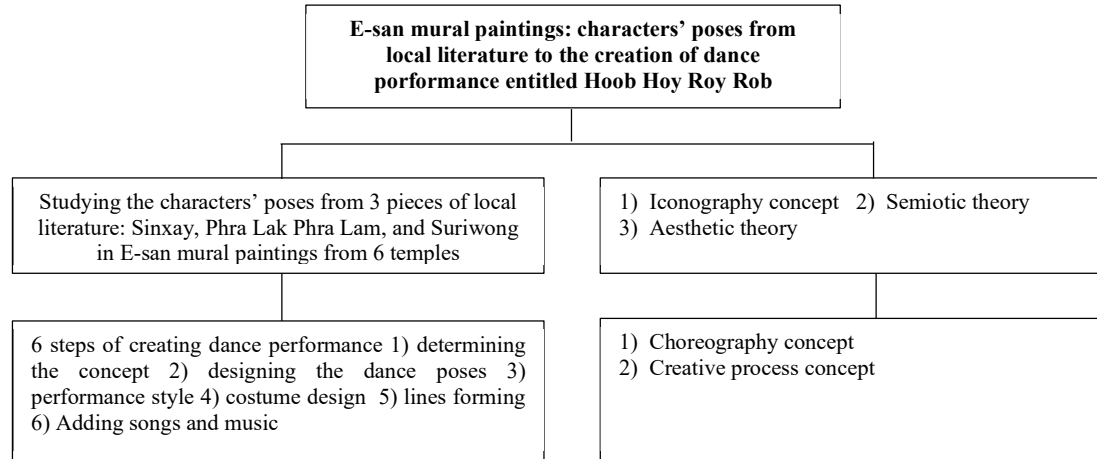 E-san mural paintings: characters' poses from
local literature to the creation of dance
porformance entitled Hoob Hoy Roy Rob
Studying the characters' poses from 3 pieces of local
literature: Sinxay, Phra Lak Phra Lam, and Suriwong
in E-san mural paintings from 6 temples
1) Iconography concept 2) Semiotic theory
3) Aesthetic theory
6 steps of creating dance performance 1) determining
the concept 2) designing the dance poses 3)
performance style 4) costume design 5) lines forming
6) Adding songs and music
1) Choreography concept
2) Creative process concept